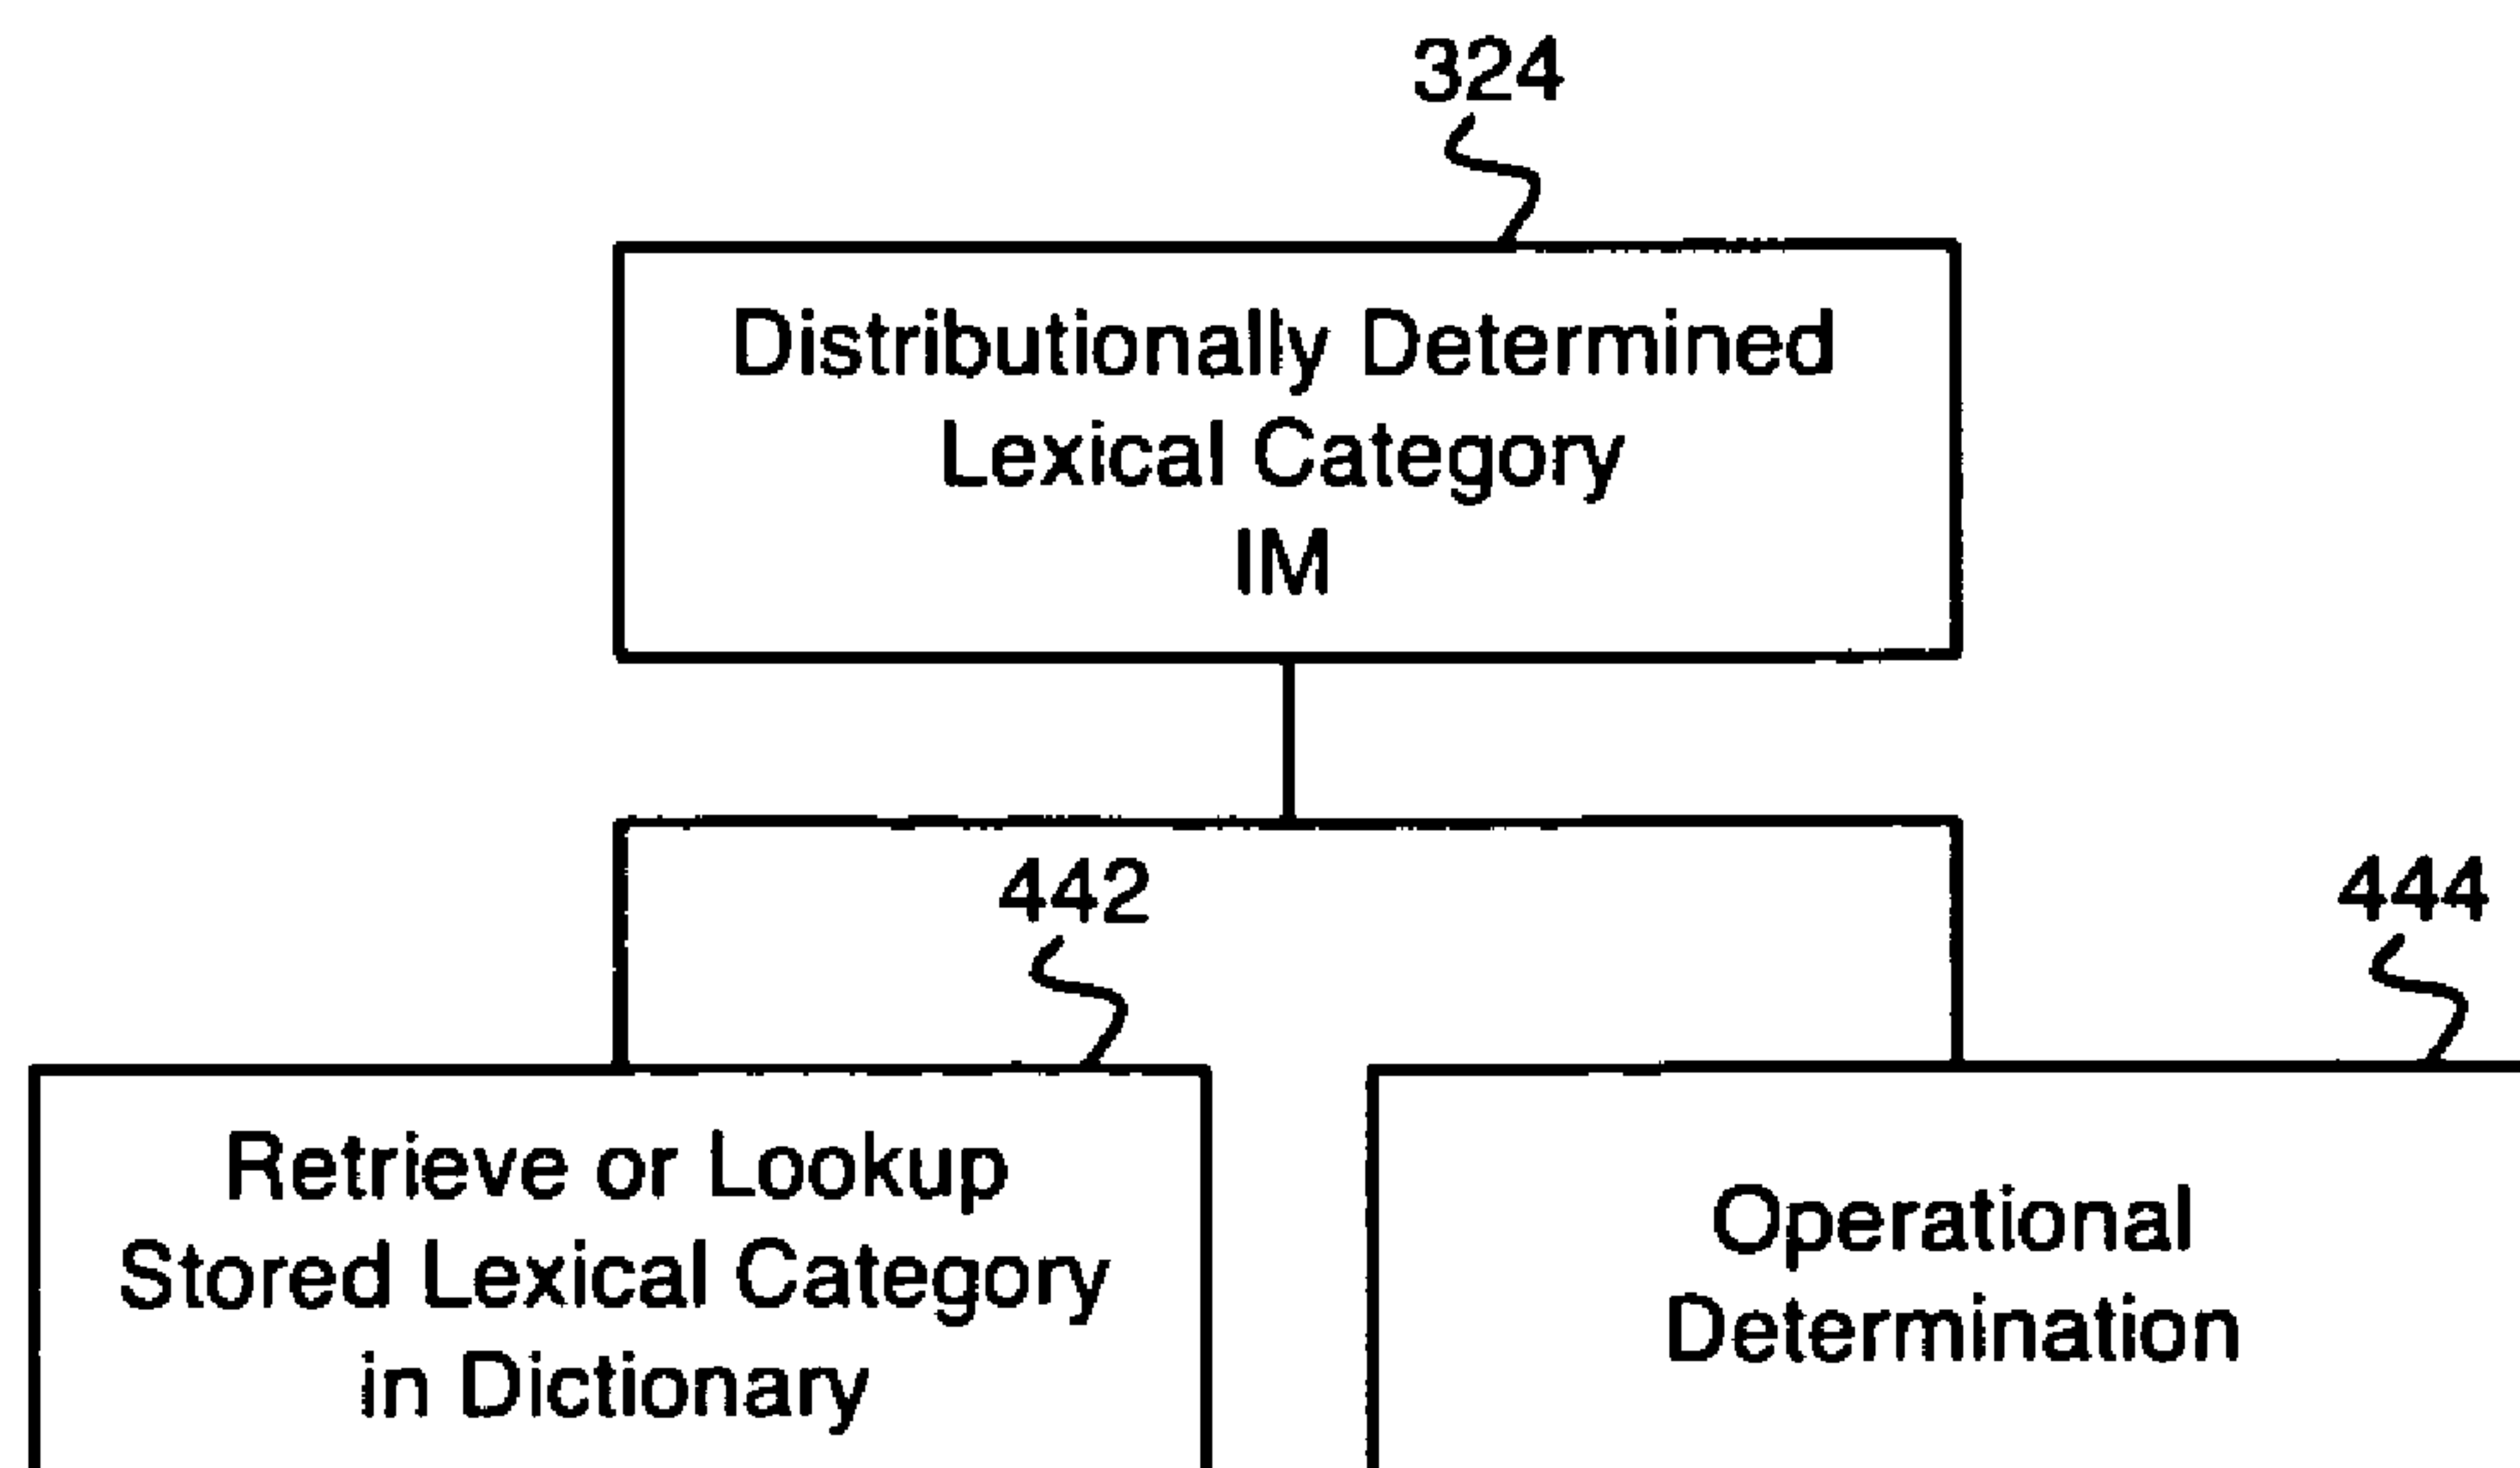 324
Distributionally Determined
Lexical Category
IM
442
444
Retrieve or Lookup
Stored Lexical Category
in Dictionary
Operational
Determination